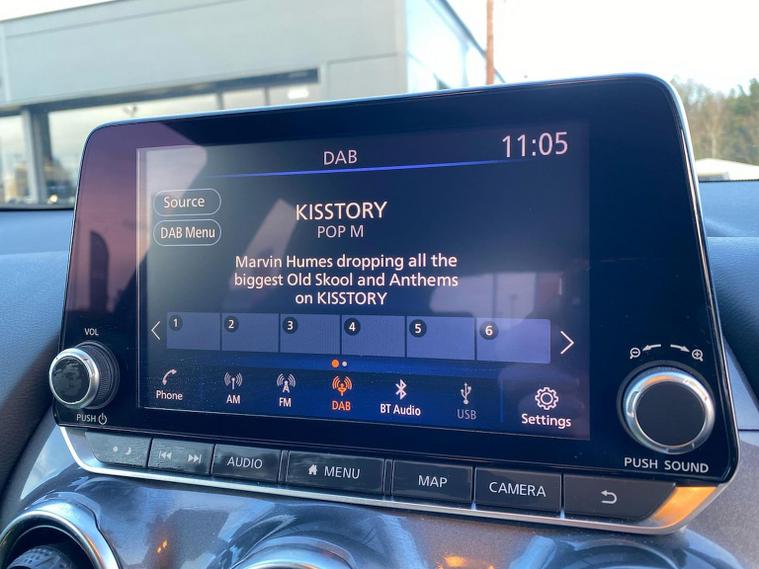 DAB
11:05
Source
DAB Menu
KISSTORY
POP M
Marvin Humes dropping all the
biggest Old Skool and Anthems
on KISSTORY
1 2 3 4 5 6
Phone AM FM DAB BT Audio USB Settings
VOL
PUSH
PUSH SOUND
AUDIO MENU MAP CAMERA